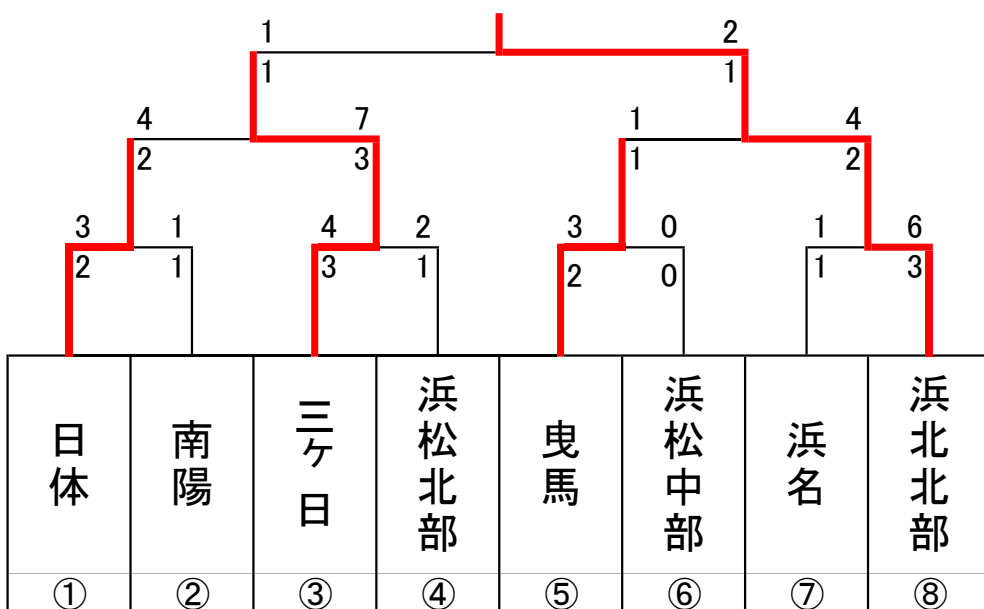 1 2
1 1
4 7 1 4
2 3 1 2
3 1 4 2 3 0 1 6
2 1 3 1 2 0 1 3
日体
南陽
三ヶ日
浜松北部
曳馬
浜松中部
浜名
浜北北部
① ② ③ ④ ⑤ ⑥ ⑦ ⑧